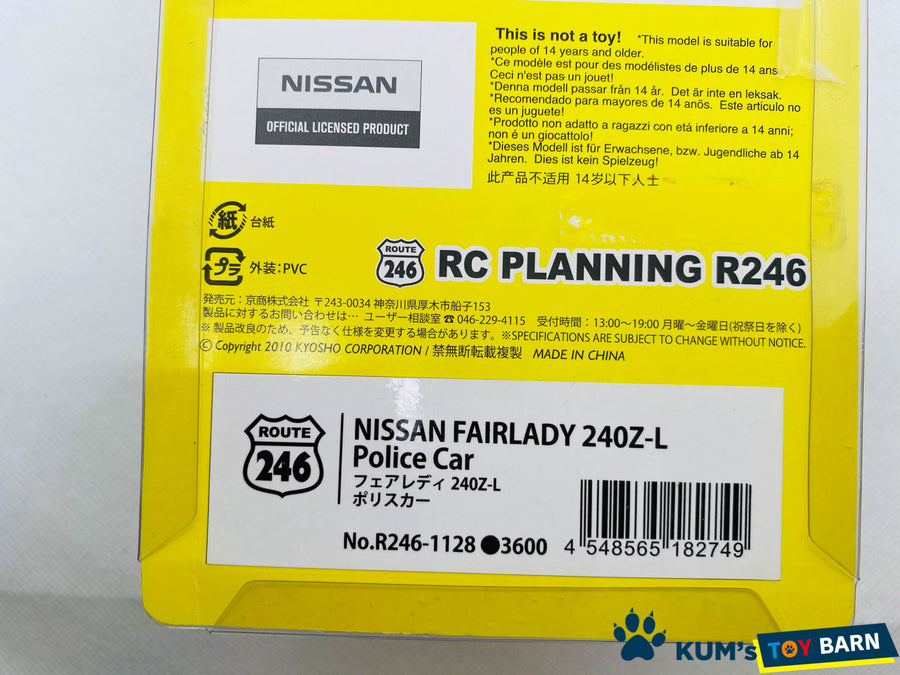 NISSAN
OFFICIAL LICENSED PRODUCT
This is not a toy! *This model is suitable for
people of 14 years and older.
*Ce modèle est pour des modélistes de plus de 14 ans
Ceci n'est pas un jouet!
*Denna modell passar från 14 år. Det är inte en leksak.
*Recomendado para mayores de 14 anōs. Este articulo no
es un juguete!
*Prodotto non adatto a ragazzi con etá inferiore a 14 anni;
non é un giocattolo!
*Dieses Modell ist für Erwachsene, bzw. Jugendliche ab 14
Jahren. Dies ist kein Spielzeug!
此产品不适用 14岁以下人士
紙 台紙
プラ 外装：PVC
ROUTE
246
RC PLANNING R246
発売元：京商株式会社 〒243-0034 神奈川県厚木市船子153
製品に対するお問い合わせは… ユーザー相談室 ☎ 046-229-4115 受付時間：13:00〜19:00 月曜〜金曜日(祝祭日を除く)
※ 製品改良のため、予告なく仕様を変更する場合があります。※SPECIFICATIONS ARE SUBJECT TO CHANGE WITHOUT NOTICE.
© Copyright 2010 KYOSHO CORPORATION / 禁無断転載複製 MADE IN CHINA
ROUTE
246
NISSAN FAIRLADY 240Z-L
Police Car
フェアレディ 240Z-L
ポリスカー
No.R246-1128 ●3600
4 548565 182749
KUM's TOY BARN